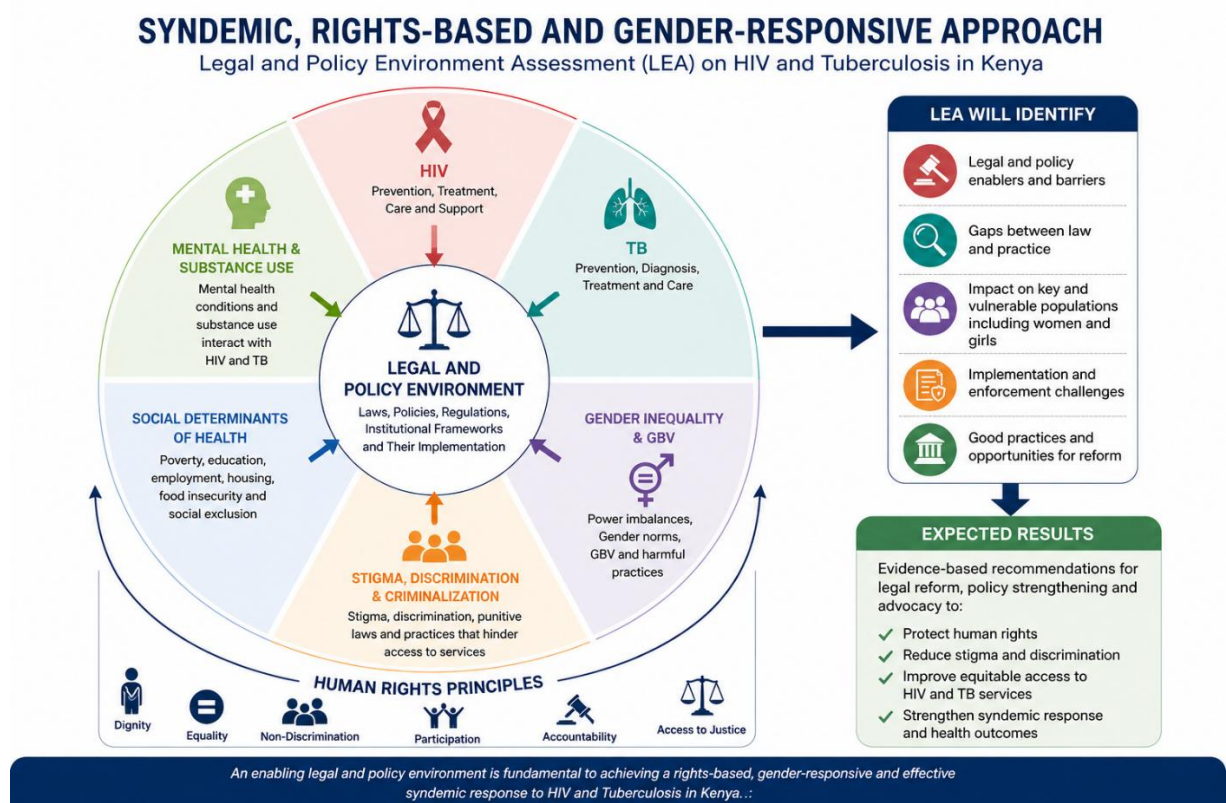 SYNDEMIC, RIGHTS-BASED AND GENDER-RESPONSIVE APPROACH
Legal and Policy Environment Assessment (LEA) on HIV and Tuberculosis in Kenya
HIV
Prevention, Treatment,
Care and Support
TB
Prevention, Diagnosis,
Treatment and Care
MENTAL HEALTH &
SUBSTANCE USE
Mental health
conditions and
substance use
interact with
HIV and TB
LEGAL AND
POLICY ENVIRONMENT
Laws, Policies, Regulations,
Institutional Frameworks
and Their Implementation
SOCIAL DETERMINANTS
OF HEALTH
Poverty, education,
employment, housing,
food insecurity and
social exclusion
GENDER INEQUALITY
& GBV
Power imbalances,
Gender norms,
GBV and harmful
practices
STIGMA, DISCRIMINATION
& CRIMINALIZATION
Stigma, discrimination, punitive
laws and practices that hinder
access to services
HUMAN RIGHTS PRINCIPLES
Dignity
Equality
Non-Discrimination
Participation
Accountability
Access to Justice
LEA WILL IDENTIFY
Legal and policy
enablers and barriers
Gaps between law
and practice
Impact on key and
vulnerable populations
including women and
girls
Implementation and
enforcement challenges
Good practices and
opportunities for reform
EXPECTED RESULTS
Evidence-based recommendations for
legal reform, policy strengthening and
advocacy to:
✓ Protect human rights
✓ Reduce stigma and discrimination
✓ Improve equitable access to
HIV and TB services
✓ Strengthen syndemic response
and health outcomes
An enabling legal and policy environment is fundamental to achieving a rights-based, gender-responsive and effective
syndemic response to HIV and Tuberculosis in Kenya..: